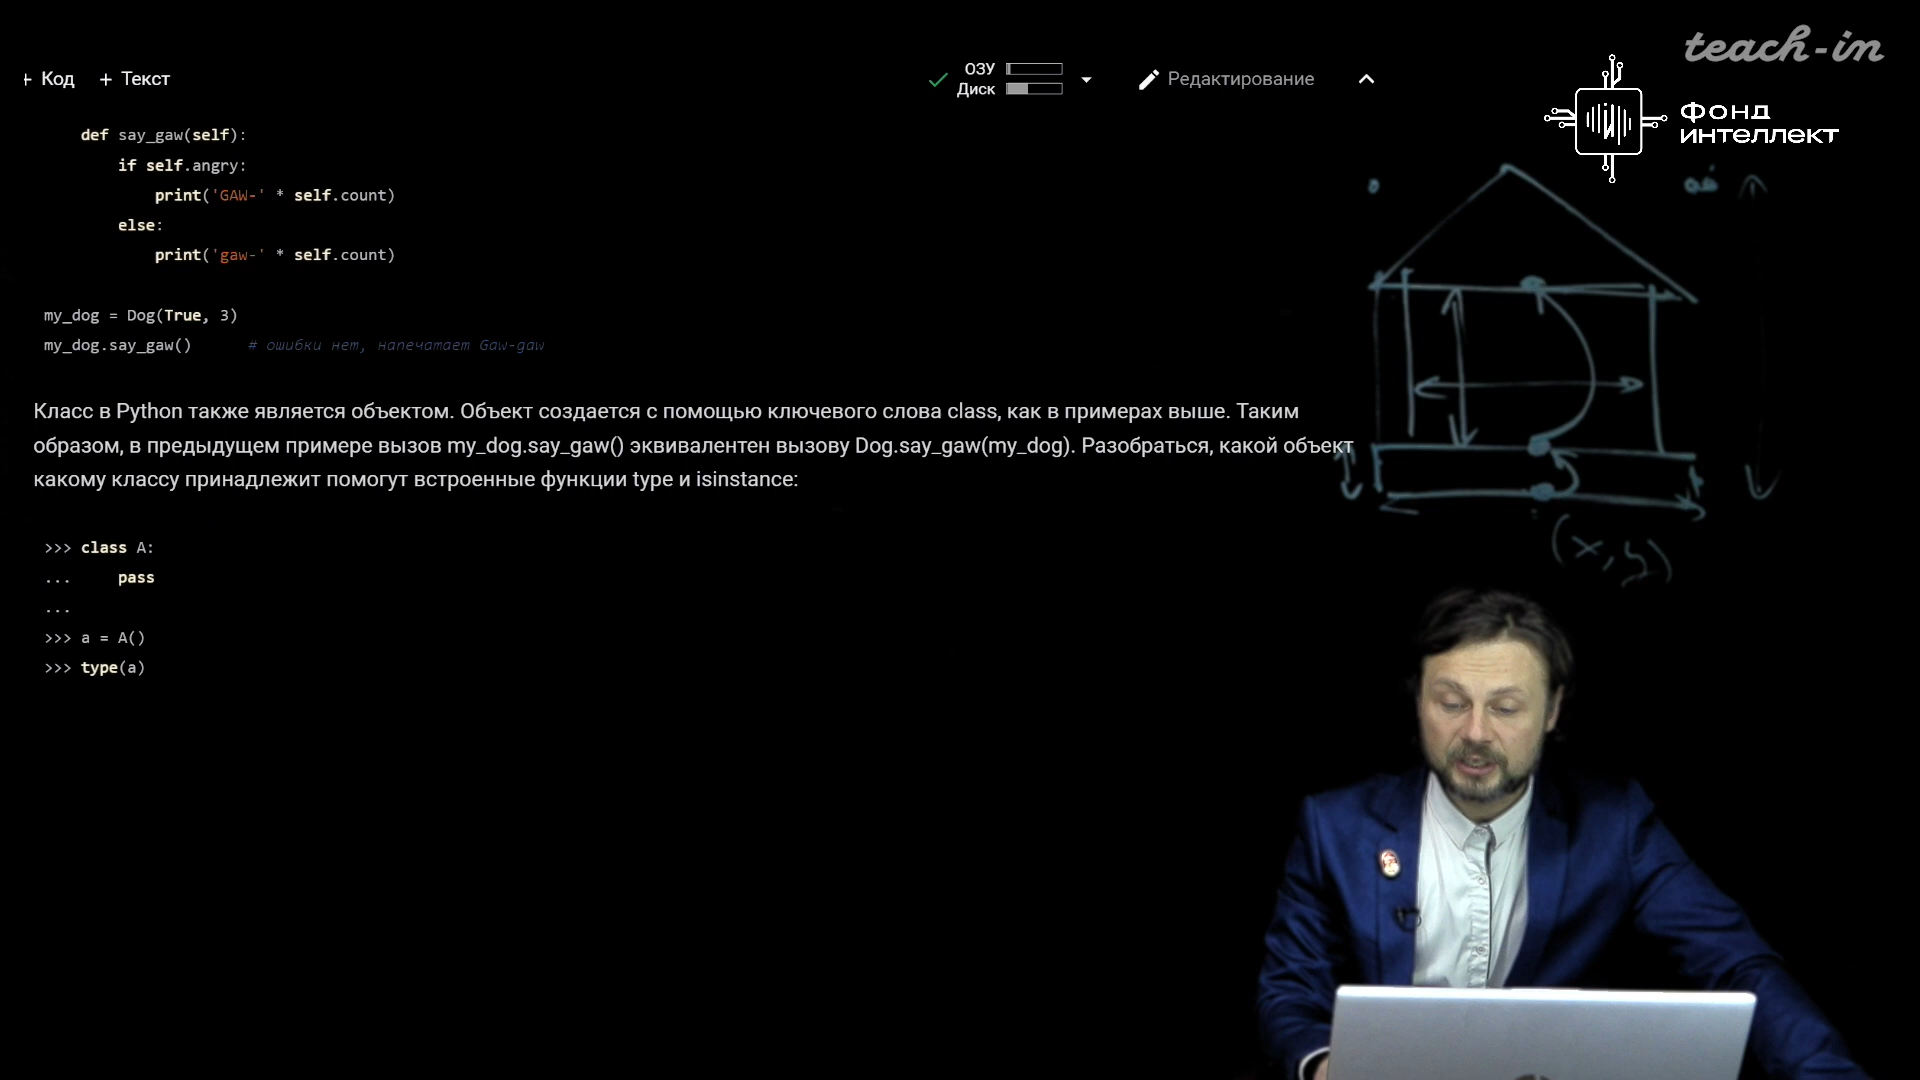 + Код + Текст
ОЗУ
Диск
Редактирование
teach-in
ФОНД
ИНТЕЛЛЕКТ
def say_gaw(self):
if self.angry:
print('GAW-' * self.count)
else:
print('gaw-' * self.count)
my_dog = Dog(True, 3)
my_dog.say_gaw() # ошибки нет, напечатает Gaw-gaw
Класс в Python также является объектом. Объект создается с помощью ключевого слова class, как в примерах выше. Таким
образом, в предыдущем примере вызов my_dog.say_gaw() эквивалентен вызову Dog.say_gaw(my_dog). Разобраться, какой объект
какому классу принадлежит помогут встроенные функции type и isinstance:
>>> class A:
... pass
...
>>> a = A()
>>> type(a)
(x,y)